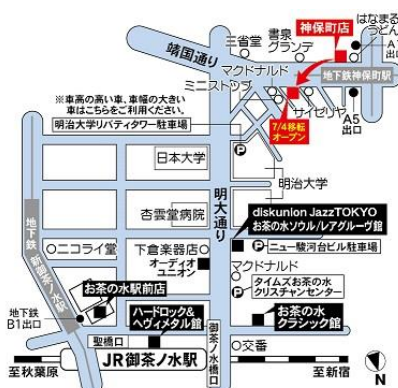 はなまる
うどん
神保町店
A7
書泉
グランデ
三省堂
靖国通り
マクドナルド
ミニストップ
地下鉄神保町駅
サイゼリヤ
A5
出口
7/4移転
オープン
※車高の高い車、車幅の大きい
車はこちらをご利用ください。
明治大学リバティタワー駐車場
P
日本大学
明治大学
明大通り
杏雲堂病院
diskunion JazzTOKYO
お茶の水ソウル/レアグルーヴ館
P ニュー駿河台ビル駐車場
ニコライ堂
下倉楽器店
オーディオ
ユニオン
マクドナルド
P
タイムズお茶の水
クリスチャンセンター
地下鉄
新御茶ノ水駅
お茶の水駅前店
地下鉄
B1出口
ハードロック&
ヘヴィメタル館
お茶の水
クラシック館
聖橋口
御茶ノ水橋口
交番
JR御茶ノ水駅
至秋葉原
至新宿
N